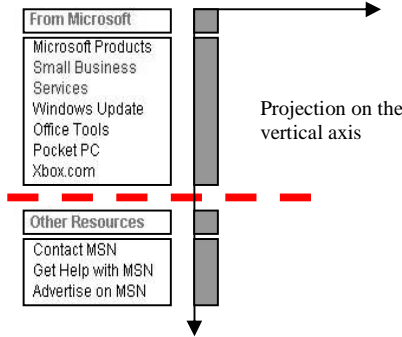 From Microsoft
Microsoft Products
Small Business
Services
Windows Update
Office Tools
Pocket PC
Xbox.com
Projection on the
vertical axis
Other Resources
Contact MSN
Get Help with MSN
Advertise on MSN